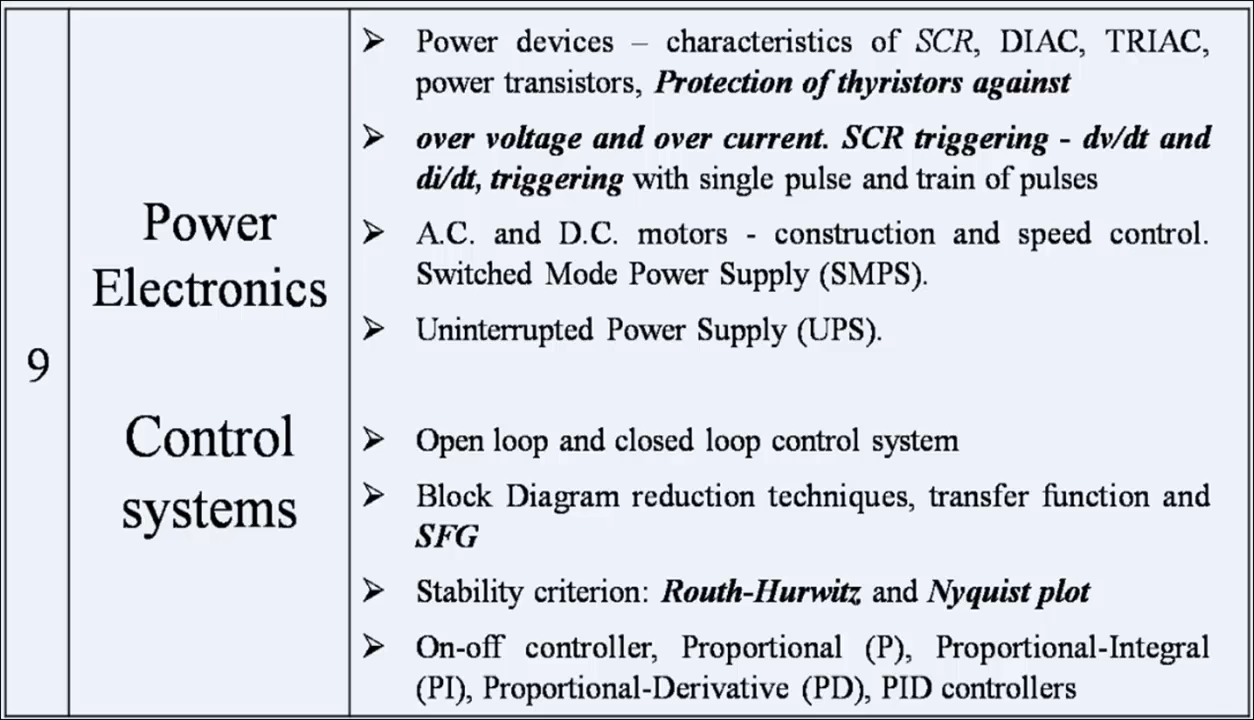 9
Power
Electronics
Control
systems
➢ Power devices – characteristics of SCR, DIAC, TRIAC,
power transistors, Protection of thyristors against
➢ over voltage and over current. SCR triggering - dv/dt and
di/dt, triggering with single pulse and train of pulses
➢ A.C. and D.C. motors - construction and speed control.
Switched Mode Power Supply (SMPS).
➢ Uninterrupted Power Supply (UPS).
➢ Open loop and closed loop control system
➢ Block Diagram reduction techniques, transfer function and
SFG
➢ Stability criterion: Routh-Hurwitz and Nyquist plot
➢ On-off controller, Proportional (P), Proportional-Integral
(PI), Proportional-Derivative (PD), PID controllers